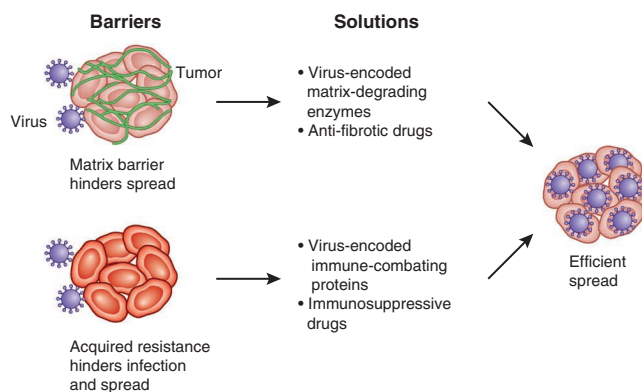 Barriers
Solutions
Tumor
Virus
Matrix barrier
hinders spread
• Virus-encoded
matrix-degrading
enzymes
• Anti-fibrotic drugs
Acquired resistance
hinders infection
and spread
• Virus-encoded
immune-combating
proteins
• Immunosuppressive
drugs
Efficient
spread